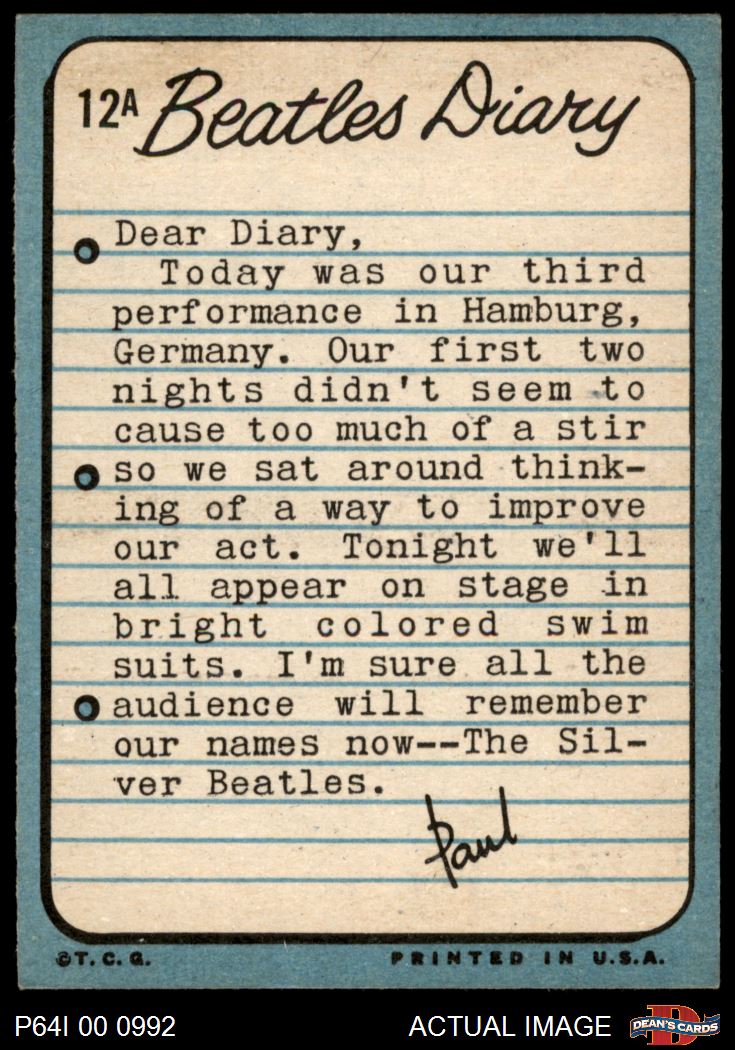 12A Beatles Diary
Dear Diary,
Today was our third
performance in Hamburg,
Germany. Our first two
nights didn't seem to
cause too much of a stir
so we sat around think-
ing of a way to improve
our act. Tonight we'll
all appear on stage in
bright colored swim
suits. I'm sure all the
audience will remember
our names now--The Sil-
ver Beatles.
Paul
©T.C.G. PRINTED IN U.S.A.
P64I 00 0992 ACTUAL IMAGE D DEAN'S CARDS